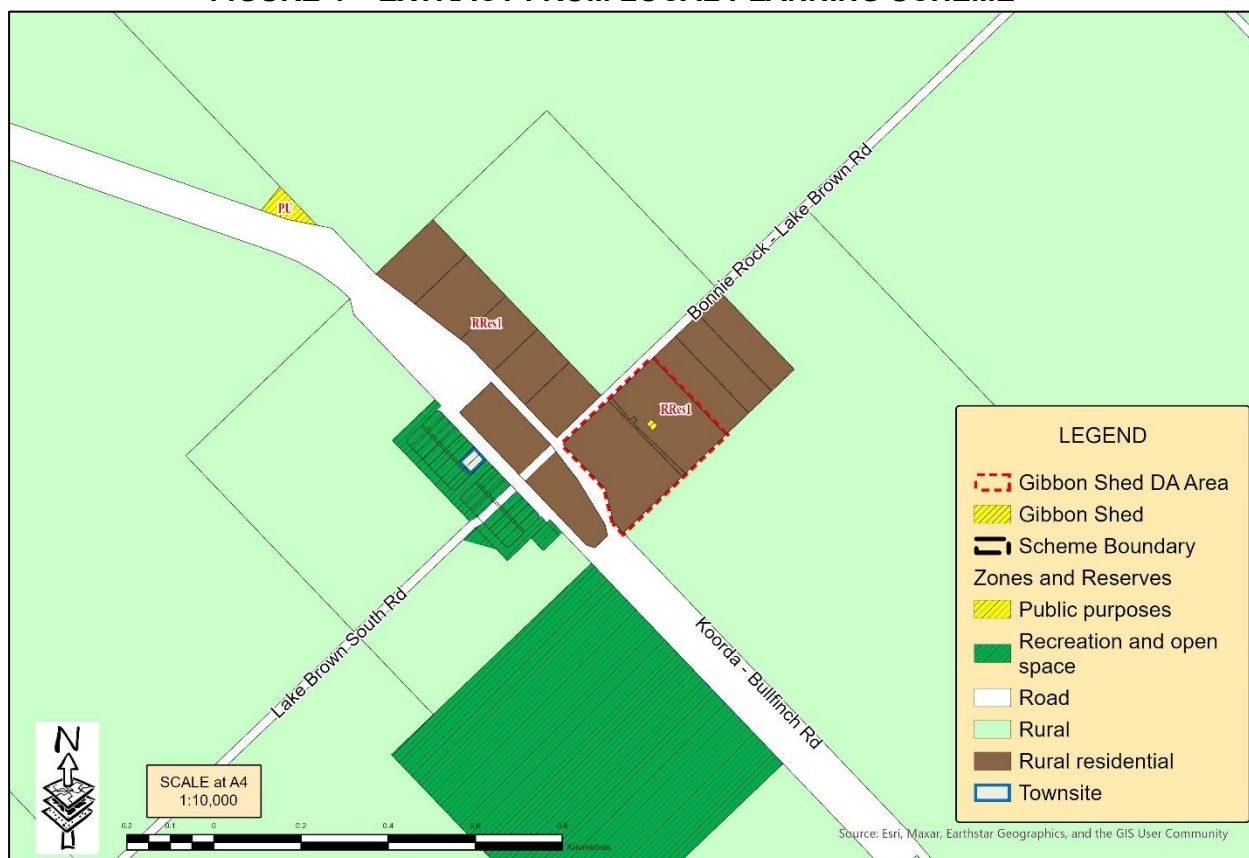 PU
Bonnie Rock - Lake Brown Rd
RRes1
RRes1
Lake Brown South Rd
Koorda - Bullfinch Rd
LEGEND
Gibbon Shed DA Area
Gibbon Shed
Scheme Boundary
Zones and Reserves
Public purposes
Recreation and open
space
Road
Rural
Rural residential
Townsite
N
SCALE at A4
1:10,000
0.2 0.1 0 0.2 0.4 0.6 0.8
Kilometres
Source: Esri, Maxar, Earthstar Geographics, and the GIS User Community